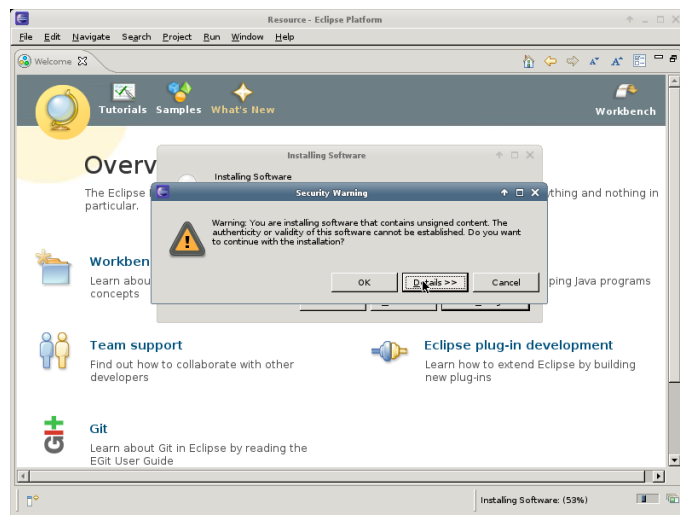 Resource - Eclipse Platform
File Edit Navigate Search Project Run Window Help
Welcome
Tutorials Samples What's New
Workbench
Overv
Installing Software
Installing Software
The Eclipse
ything and nothing in
particular.
Security Warning
Warning: You are installing software that contains unsigned content. The
authenticity or validity of this software cannot be established. Do you want
to continue with the installation?
OK Details >> Cancel
Workben
Learn abou
concepts
ping Java programs
Team support
Find out how to collaborate with other
developers
Eclipse plug-in development
Learn how to extend Eclipse by building
new plug-ins
Git
Learn about Git in Eclipse by reading the
EGit User Guide
Installing Software: (53%)